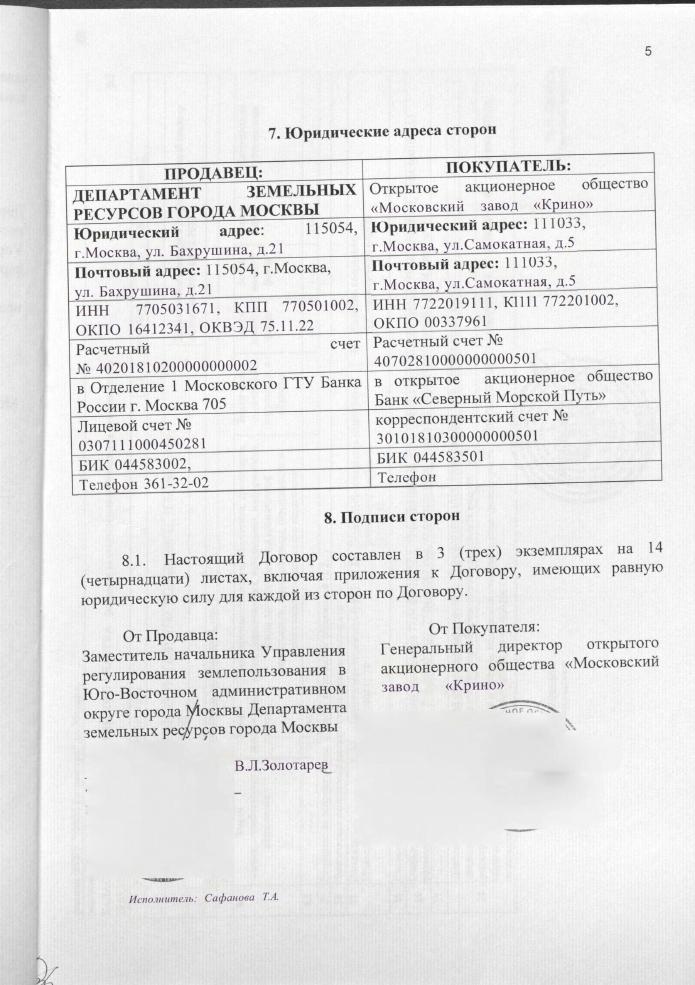 5
7. Юридические адреса сторон
ПРОДАВЕЦ:
ПОКУПАТЕЛЬ:
ДЕПАРТАМЕНТ ЗЕМЕЛЬНЫХ
РЕСУРСОВ ГОРОДА МОСКВЫ
Открытое акционерное общество
«Московский завод «Крино»
Юридический адрес: 115054,
г.Москва, ул. Бахрушина, д.21
Юридический адрес: 111033,
г.Москва, ул.Самокатная, д.5
Почтовый адрес: 115054, г.Москва,
ул. Бахрушина, д.21
Почтовый адрес: 111033,
г.Москва, ул.Самокатная, д.5
ИНН 7705031671, КПП 770501002,
ОКПО 16412341, ОКВЭД 75.11.22
ИНН 7722019111, КПП 772201002,
ОКПО 00337961
Расчетный счет
№ 40201810200000000002
Расчетный счет №
40702810000000000501
в Отделение 1 Московского ГТУ Банка
России г. Москва 705
в открытое акционерное общество
Банк «Северный Морской Путь»
Лицевой счет №
0307111000450281
корреспондентский счет №
30101810300000000501
БИК 044583002,
БИК 044583501
Телефон 361-32-02
Телефон
8. Подписи сторон
8.1. Настоящий Договор составлен в 3 (трех) экземплярах на 14
(четырнадцати) листах, включая приложения к Договору, имеющих равную
юридическую силу для каждой из сторон по Договору.
От Продавца:
Заместитель начальника Управления
регулирования землепользования в
Юго-Восточном административном
округе города Москвы Департамента
земельных ресурсов города Москвы
В.Л.Золотарев
От Покупателя:
Генеральный директор открытого
акционерного общества «Московский
завод «Крино»
Исполнитель: Сафанова Т.А.